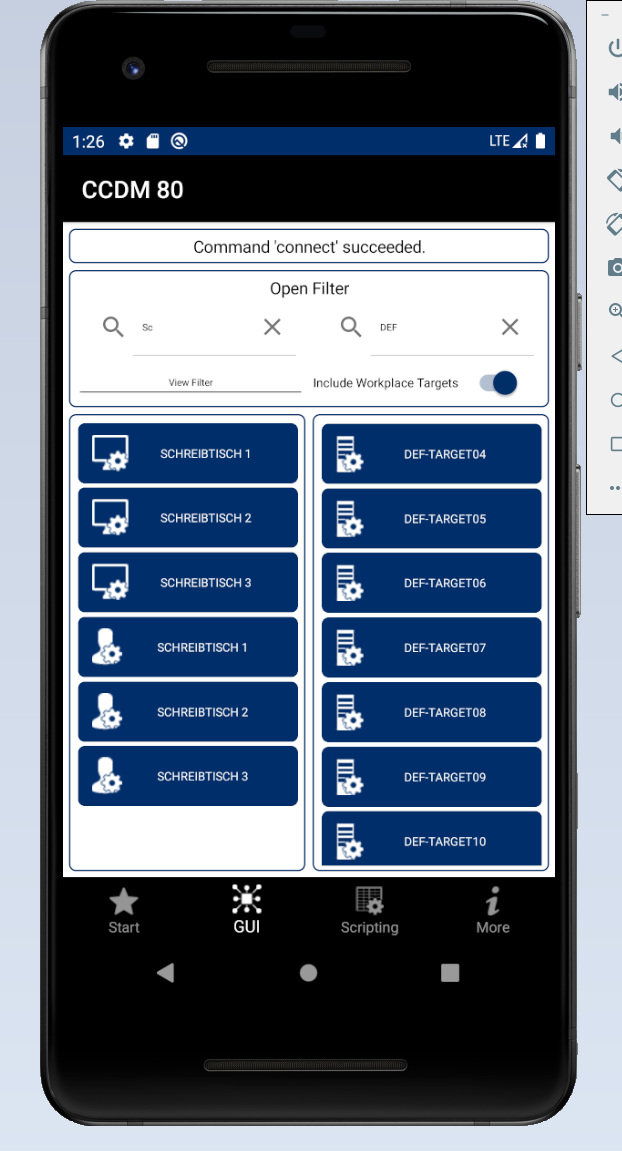 1:26 LTE
CCDM 80
Command 'connect' succeeded.
Open Filter
Sc DEF
View Filter Include Workplace Targets
SCHREIBTISCH 1 DEF-TARGET04
SCHREIBTISCH 2 DEF-TARGET05
SCHREIBTISCH 3 DEF-TARGET06
SCHREIBTISCH 1 DEF-TARGET07
SCHREIBTISCH 2 DEF-TARGET08
SCHREIBTISCH 3 DEF-TARGET09
DEF-TARGET10
Start GUI Scripting More